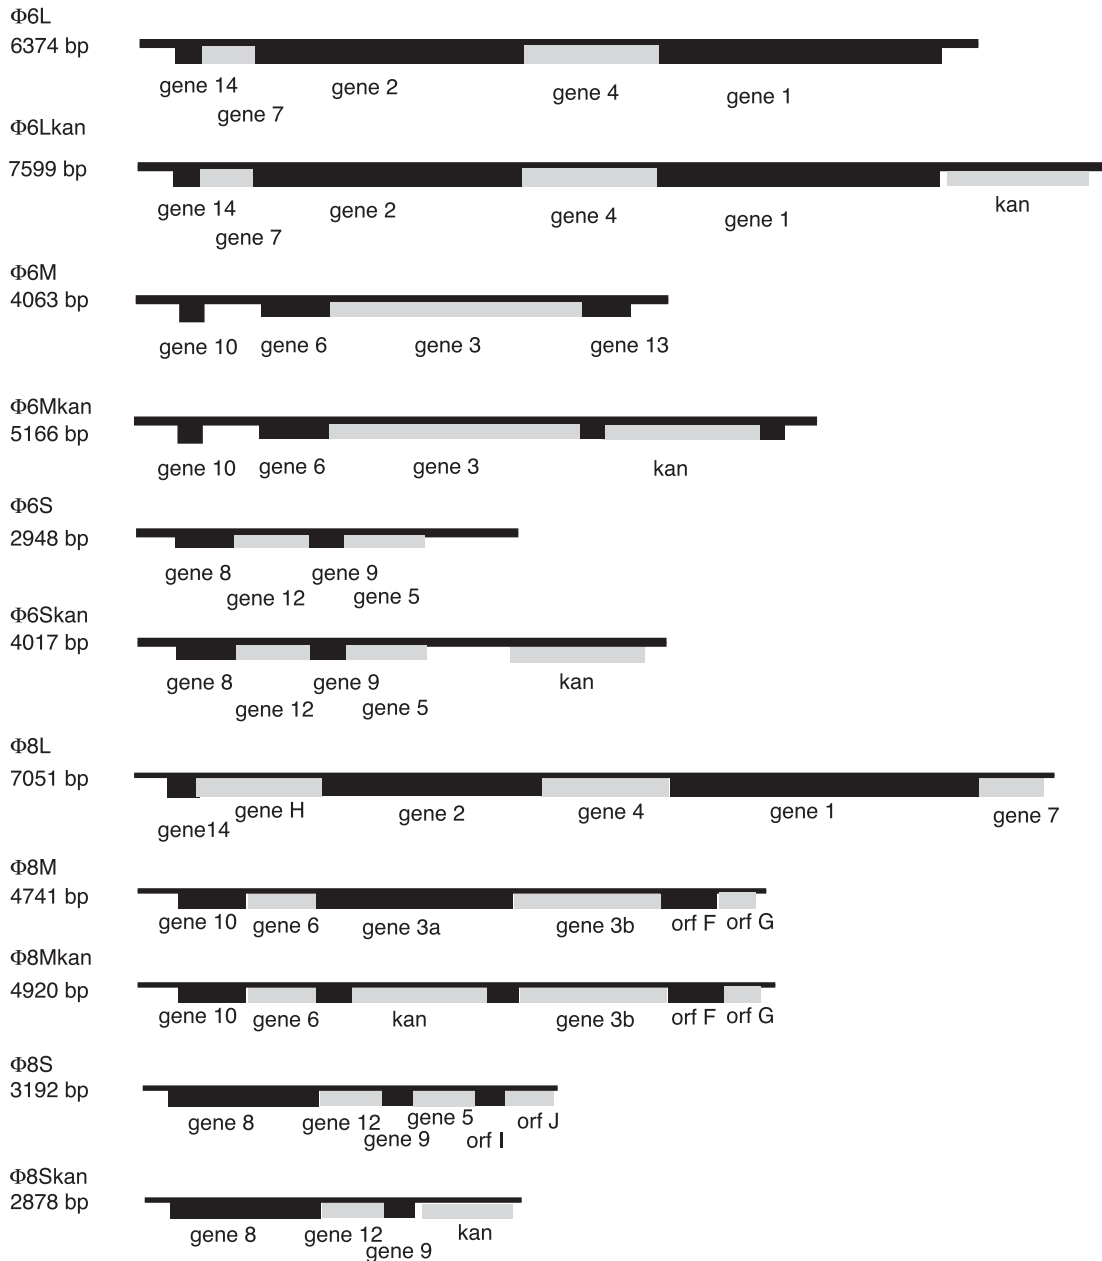 Φ6L
6374 bp
gene 14
gene 7
gene 2
gene 4
gene 1
Φ6Lkan
7599 bp
gene 14
gene 7
gene 2
gene 4
gene 1
kan
Φ6M
4063 bp
gene 10
gene 6
gene 3
gene 13
Φ6Mkan
5166 bp
gene 10
gene 6
gene 3
kan
Φ6S
2948 bp
gene 8
gene 12
gene 9
gene 5
Φ6Skan
4017 bp
gene 8
gene 12
gene 9
gene 5
kan
Φ8L
7051 bp
gene14
gene H
gene 2
gene 4
gene 1
gene 7
Φ8M
4741 bp
gene 10
gene 6
gene 3a
gene 3b
orf F
orf G
Φ8Mkan
4920 bp
gene 10
gene 6
kan
gene 3b
orf F
orf G
Φ8S
3192 bp
gene 8
gene 12
gene 9
gene 5
orf I
orf J
Φ8Skan
2878 bp
gene 8
gene 12
gene 9
kan